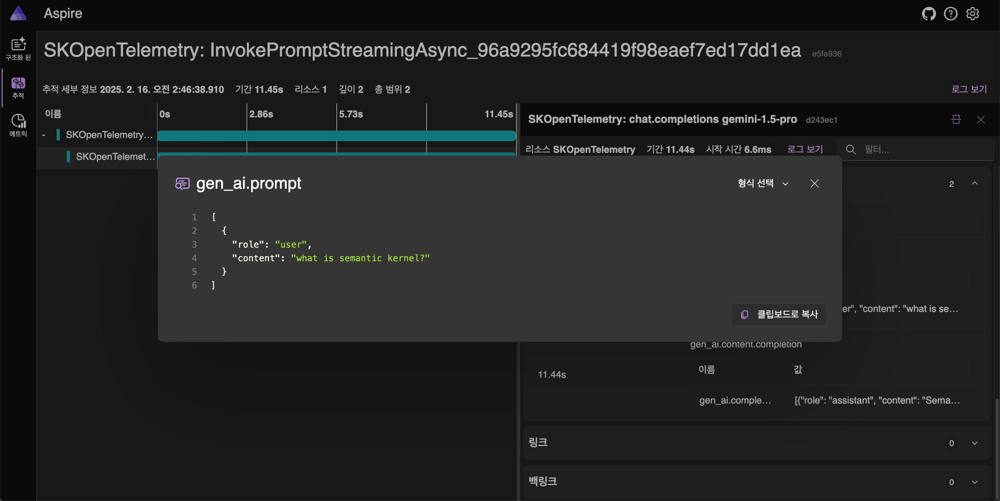 Aspire
구조화 된
추적
메트릭
SKOpenTelemetry: InvokePromptStreamingAsync_96a9295fc684419f98eaef7ed17dd1ea e5fe936
추적 세부 정보 2025. 2. 16. 오전 2:46:38.910 기간 11.45s 리소스 1 깊이 2 총 범위 2 로그 보기
이름 0s 2.86s 5.73s 11.45s
- SKOpenTelemetry...
SKOpenTelemet...
SKOpenTelemetry: chat.completions gemini-1.5-pro d243ec1
리소스 SKOpenTelemetry 기간 11.44s 시작 시간 6.6ms 로그 보기 필터...
2
gen_ai.prompt 형식 선택
1 [
2 {
3 "role": "user",
4 "content": "what is semantic kernel?"
5 }
6 ]
클립보드로 복사
er", "content": "what is se...
gen_ai.content.completion
11.44s
이름 값
gen_ai.comple... [{"role": "assistant", "content": "Sema...
링크 0
백링크 0